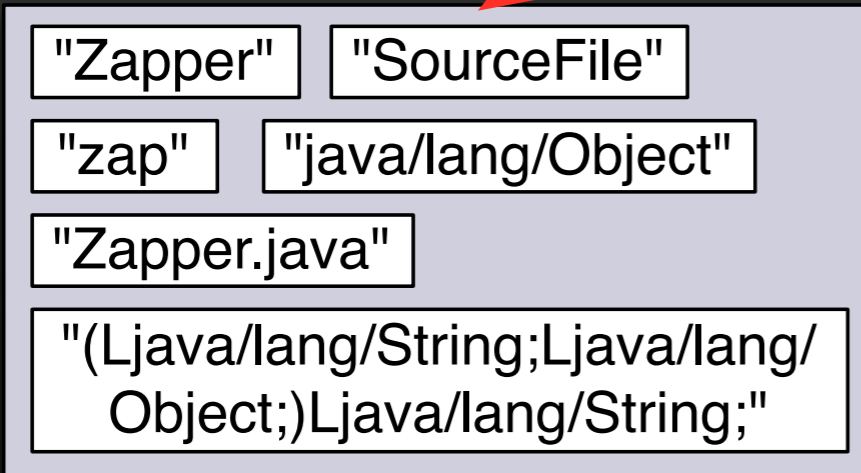 "Zapper" "SourceFile"
"zap" "java/lang/Object"
"Zapper.java"
"(Ljava/lang/String;Ljava/lang/
Object;)Ljava/lang/String;"